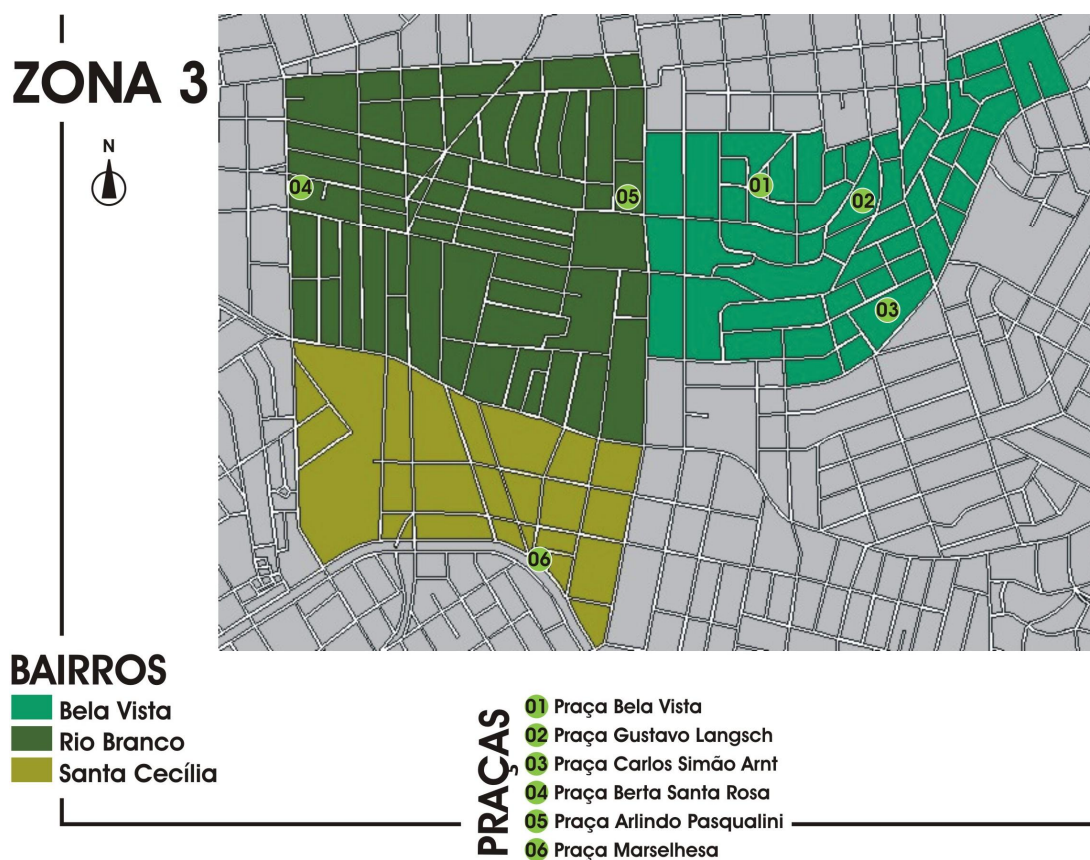 ZONA 3
N
04
05
01
02
03
06
BAIRROS
Bela Vista
Rio Branco
Santa Cecília
PRAÇAS
01 Praça Bela Vista
02 Praça Gustavo Langsch
03 Praça Carlos Simão Arnt
04 Praça Berta Santa Rosa
05 Praça Arlindo Pasqualini
06 Praça Marselhesa